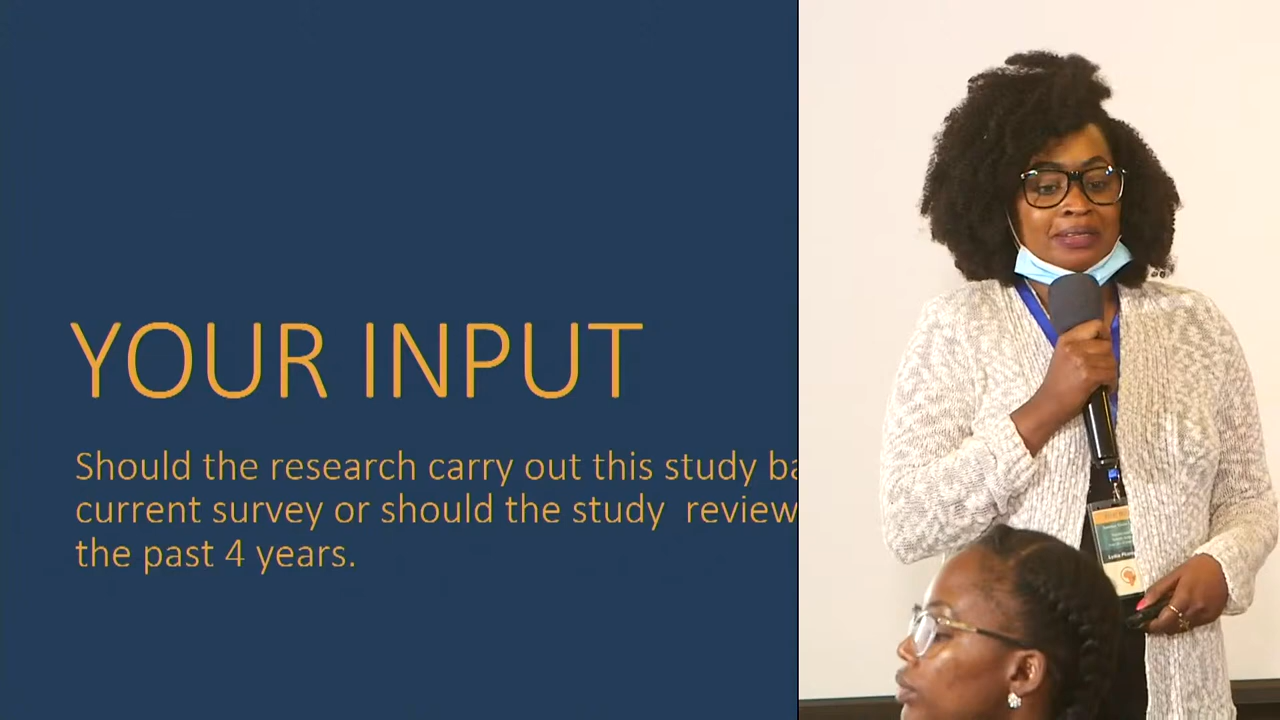 YOUR INPUT
Should the research carry out this study ba
current survey or should the study  review
the past 4 years.
Lydia